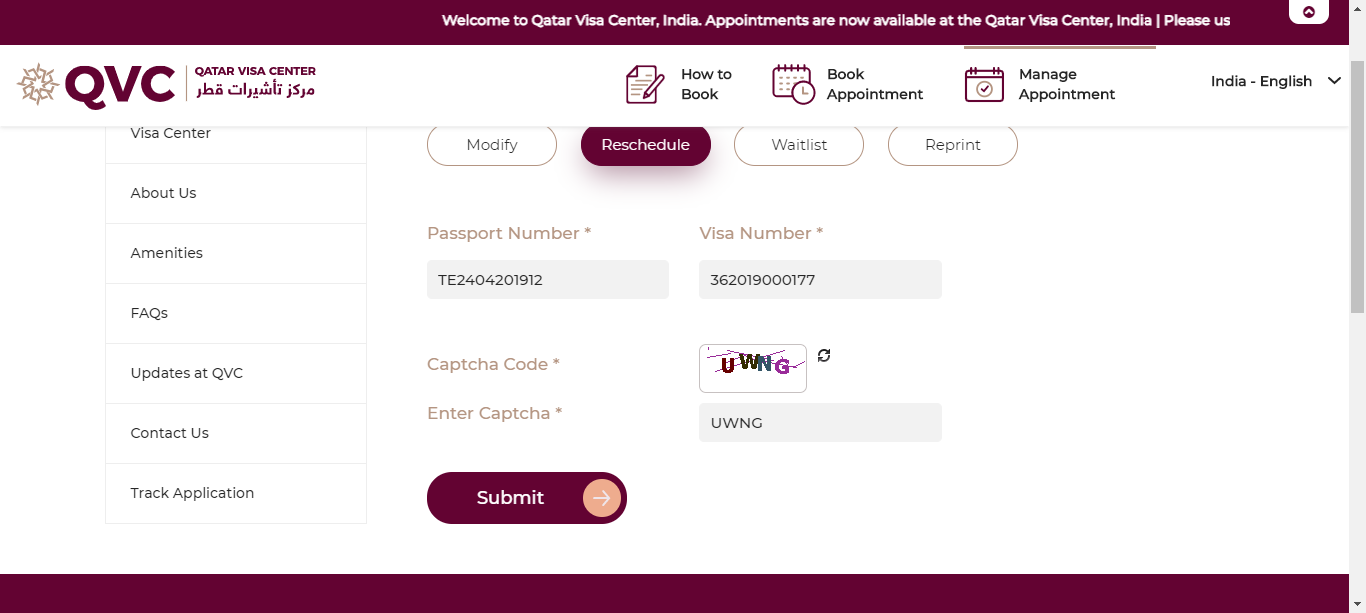 Welcome to Qatar Visa Center, India. Appointments are now available at the Qatar Visa Center, India | Please us
QVC
QATAR VISA CENTER
مركز تأشيرات قطر
How to
Book
Book
Appointment
Manage
Appointment
India - English
Visa Center
About Us
Amenities
FAQs
Updates at QVC
Contact Us
Track Application
Modify
Reschedule
Waitlist
Reprint
Passport Number *
Visa Number *
TE2404201912
362019000177
Captcha Code *
UWNG
Enter Captcha *
UWNG
Submit